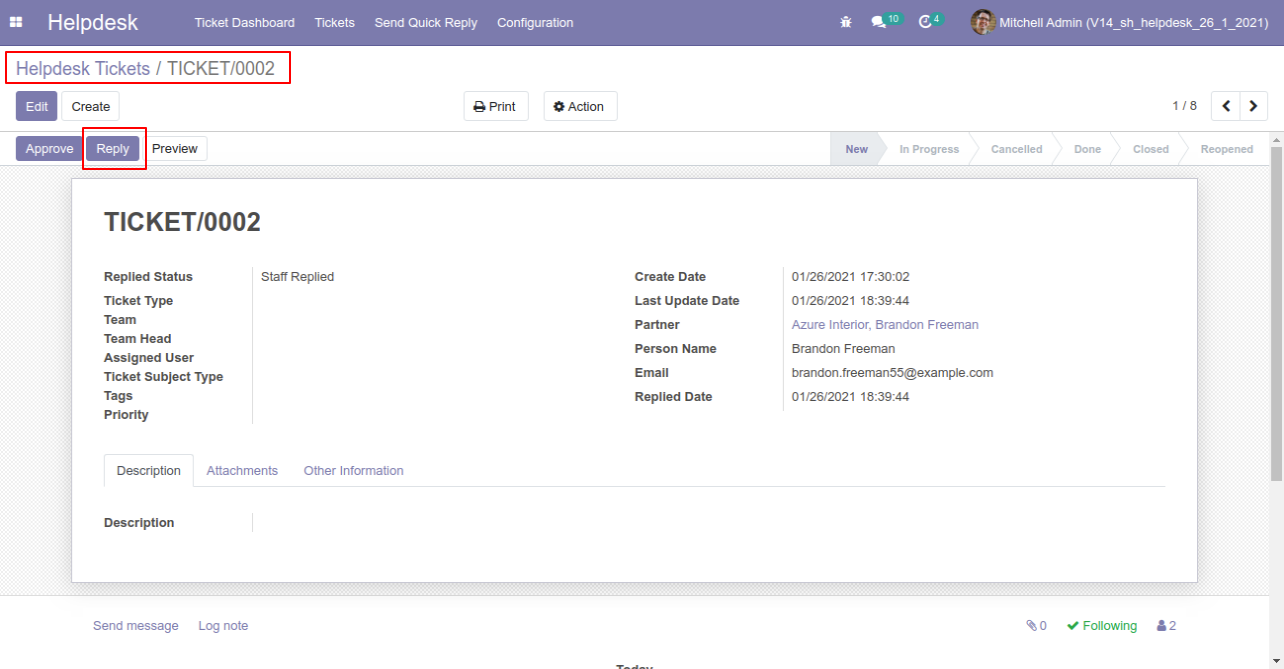 Helpdesk Ticket Dashboard Tickets Send Quick Reply Configuration 10 4 Mitchell Admin (V14_sh_helpdesk_26_1_2021)
Helpdesk Tickets / TICKET/0002
Edit Create Print Action 1 / 8
Approve Reply Preview New In Progress Cancelled Done Closed Reopened
TICKET/0002
Replied Status Staff Replied
Ticket Type
Team
Team Head
Assigned User
Ticket Subject Type
Tags
Priority
Create Date 01/26/2021 17:30:02
Last Update Date 01/26/2021 18:39:44
Partner Azure Interior, Brandon Freeman
Person Name Brandon Freeman
Email brandon.freeman55@example.com
Replied Date 01/26/2021 18:39:44
Description Attachments Other Information
Description
Send message Log note 0 Following 2
Today